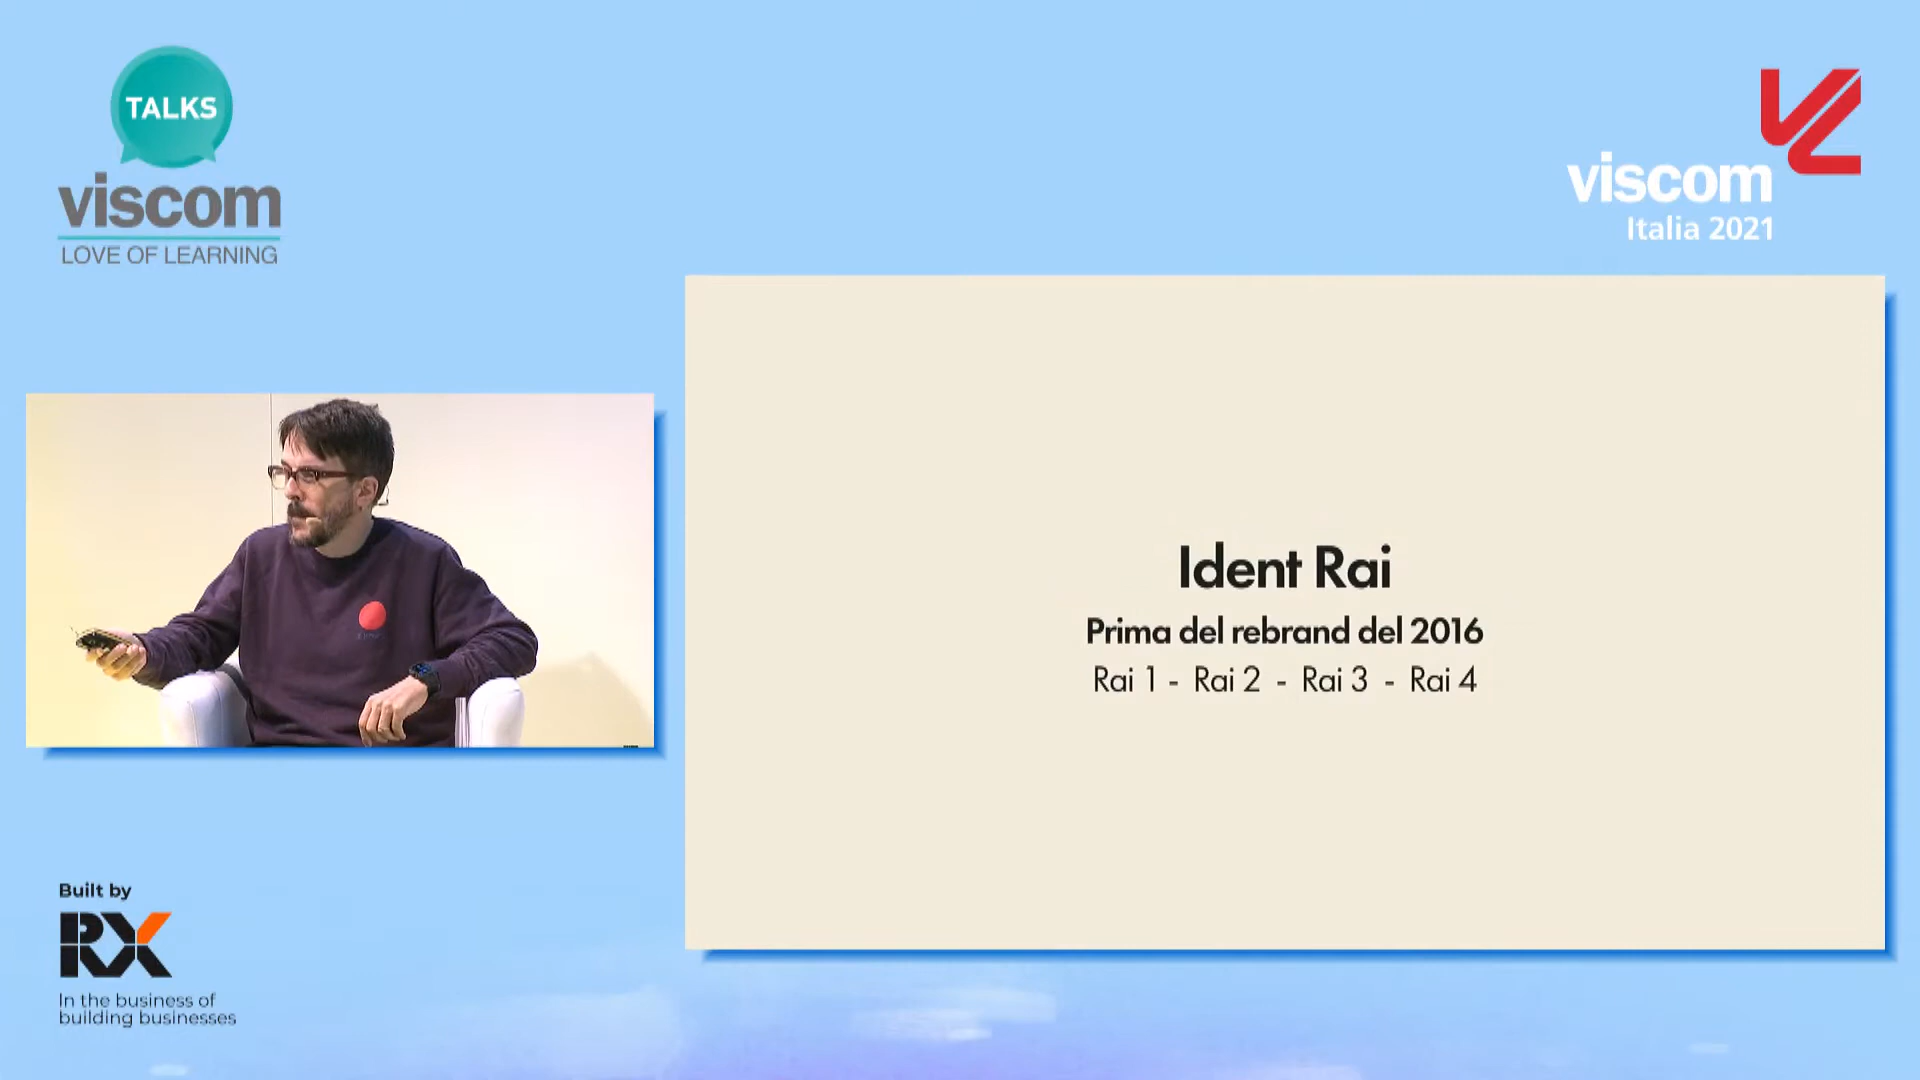 TALKS
viscom
LOVE OF LEARNING
viscom
Italia 2021
Ident Rai
Prima del rebrand del 2016
Rai 1 - Rai 2 - Rai 3 - Rai 4
Built by
RX
In the business of
building businesses